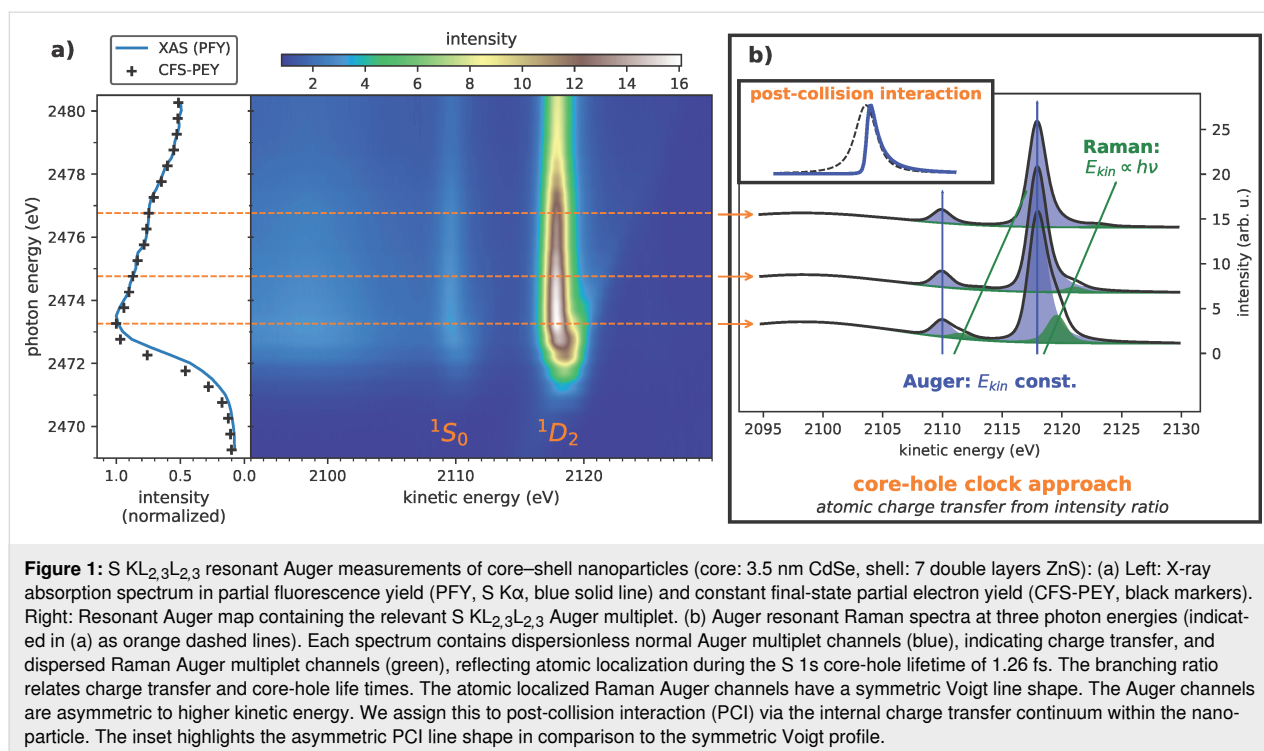 a)
XAS (PFY)
CFS-PEY
intensity
2 4 6 8 10 12 14 16
photon energy (eV)
2480
2478
2476
2474
2472
2470
1.0 0.5 0.0
intensity
(normalized)
¹S₀ ¹D₂
2100 2110 2120
kinetic energy (eV)
b)
post-collision interaction
Raman:
E_kin ∝ hν
25
20
15
10
5
0
intensity (arb. u.)
Auger: E_kin const.
2095 2100 2105 2110 2115 2120 2125 2130
kinetic energy (eV)
core-hole clock approach
atomic charge transfer from intensity ratio
Figure 1: S KL₂,₃L₂,₃ resonant Auger measurements of core–shell nanoparticles (core: 3.5 nm CdSe, shell: 7 double layers ZnS): (a) Left: X-ray
absorption spectrum in partial fluorescence yield (PFY, S Kα, blue solid line) and constant final-state partial electron yield (CFS-PEY, black markers).
Right: Resonant Auger map containing the relevant S KL₂,₃L₂,₃ Auger multiplet. (b) Auger resonant Raman spectra at three photon energies (indicat-
ed in (a) as orange dashed lines). Each spectrum contains dispersionless normal Auger multiplet channels (blue), indicating charge transfer, and
dispersed Raman Auger multiplet channels (green), reflecting atomic localization during the S 1s core-hole lifetime of 1.26 fs. The branching ratio
relates charge transfer and core-hole life times. The atomic localized Raman Auger channels have a symmetric Voigt line shape. The Auger channels
are asymmetric to higher kinetic energy. We assign this to post-collision interaction (PCI) via the internal charge transfer continuum within the nano-
particle. The inset highlights the asymmetric PCI line shape in comparison to the symmetric Voigt profile.